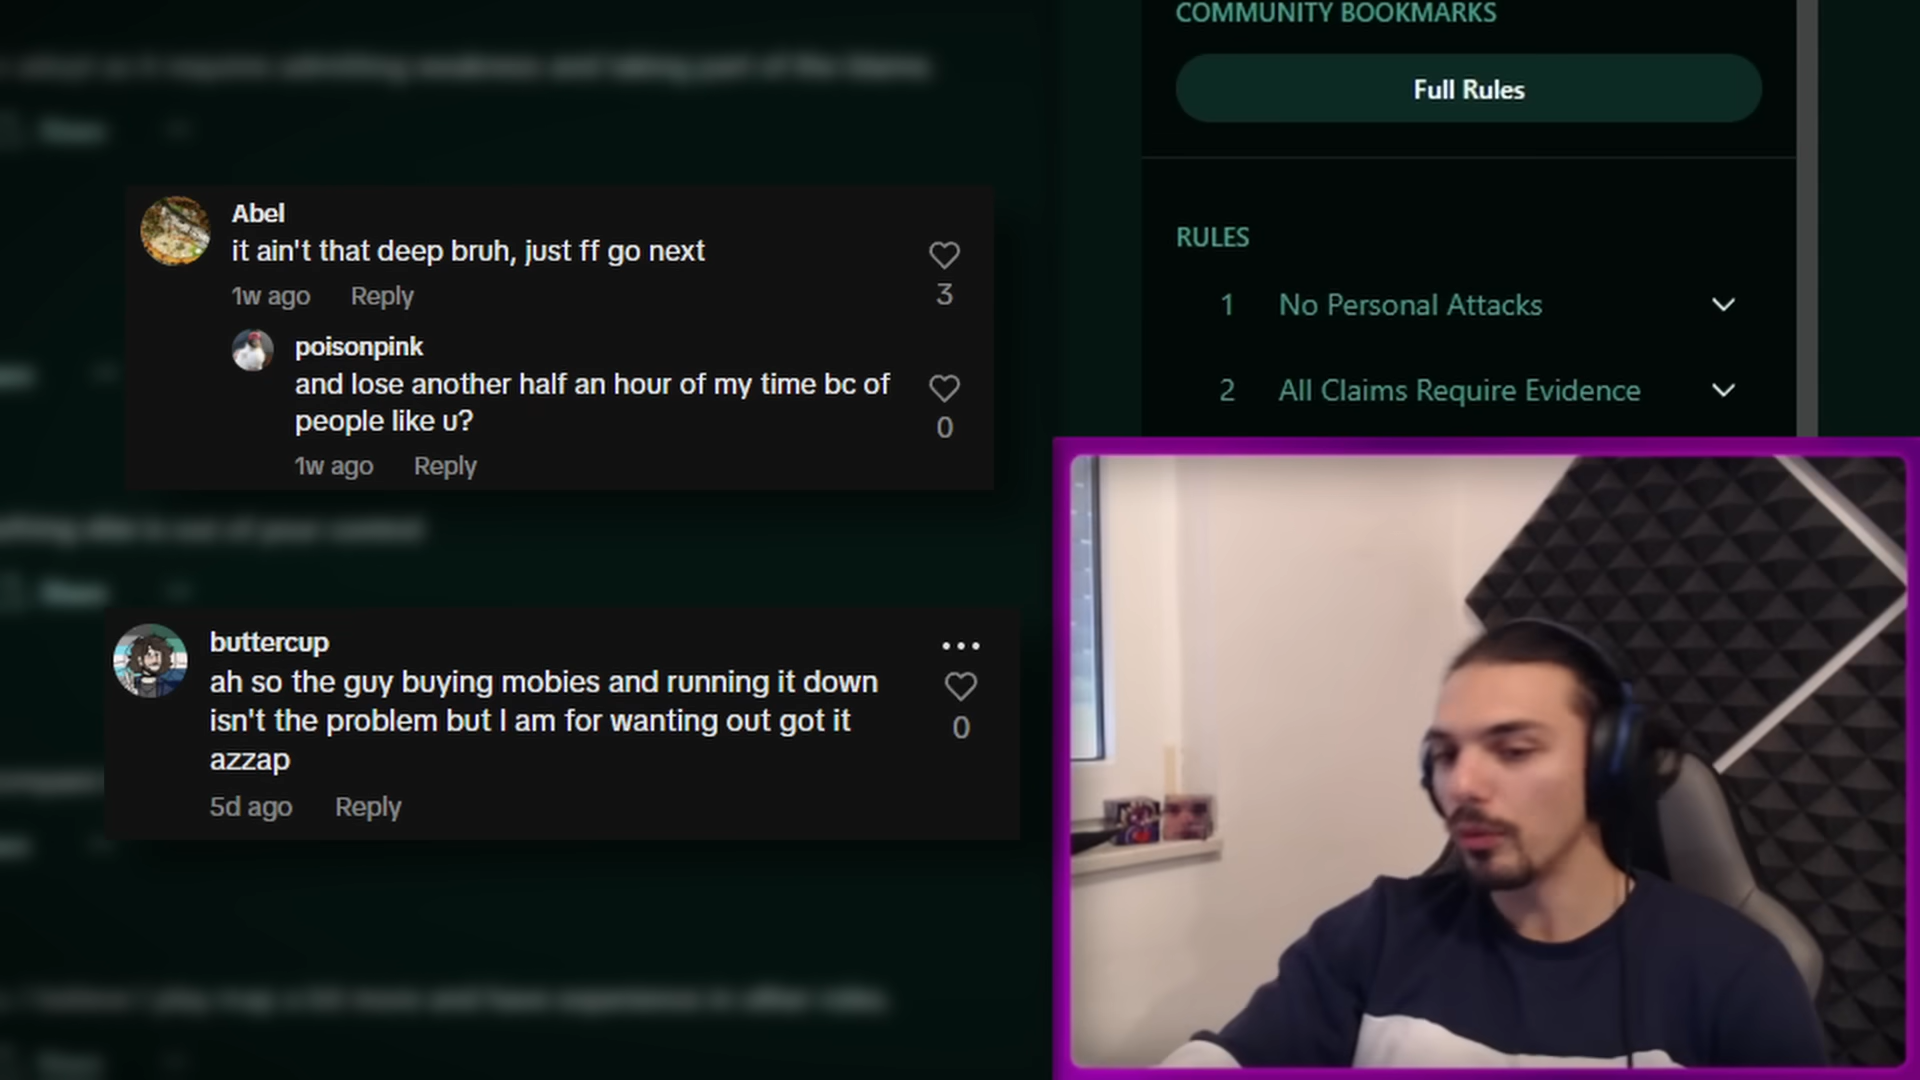 COMMUNITY BOOKMARKS
Full Rules
RULES
1 No Personal Attacks
2 All Claims Require Evidence
Abel
it ain't that deep bruh, just ff go next
1w ago Reply
3
poisonpink
and lose another half an hour of my time bc of
people like u?
0
1w ago Reply
buttercup
ah so the guy buying mobies and running it down
isn't the problem but I am for wanting out got it
azzap
0
5d ago Reply